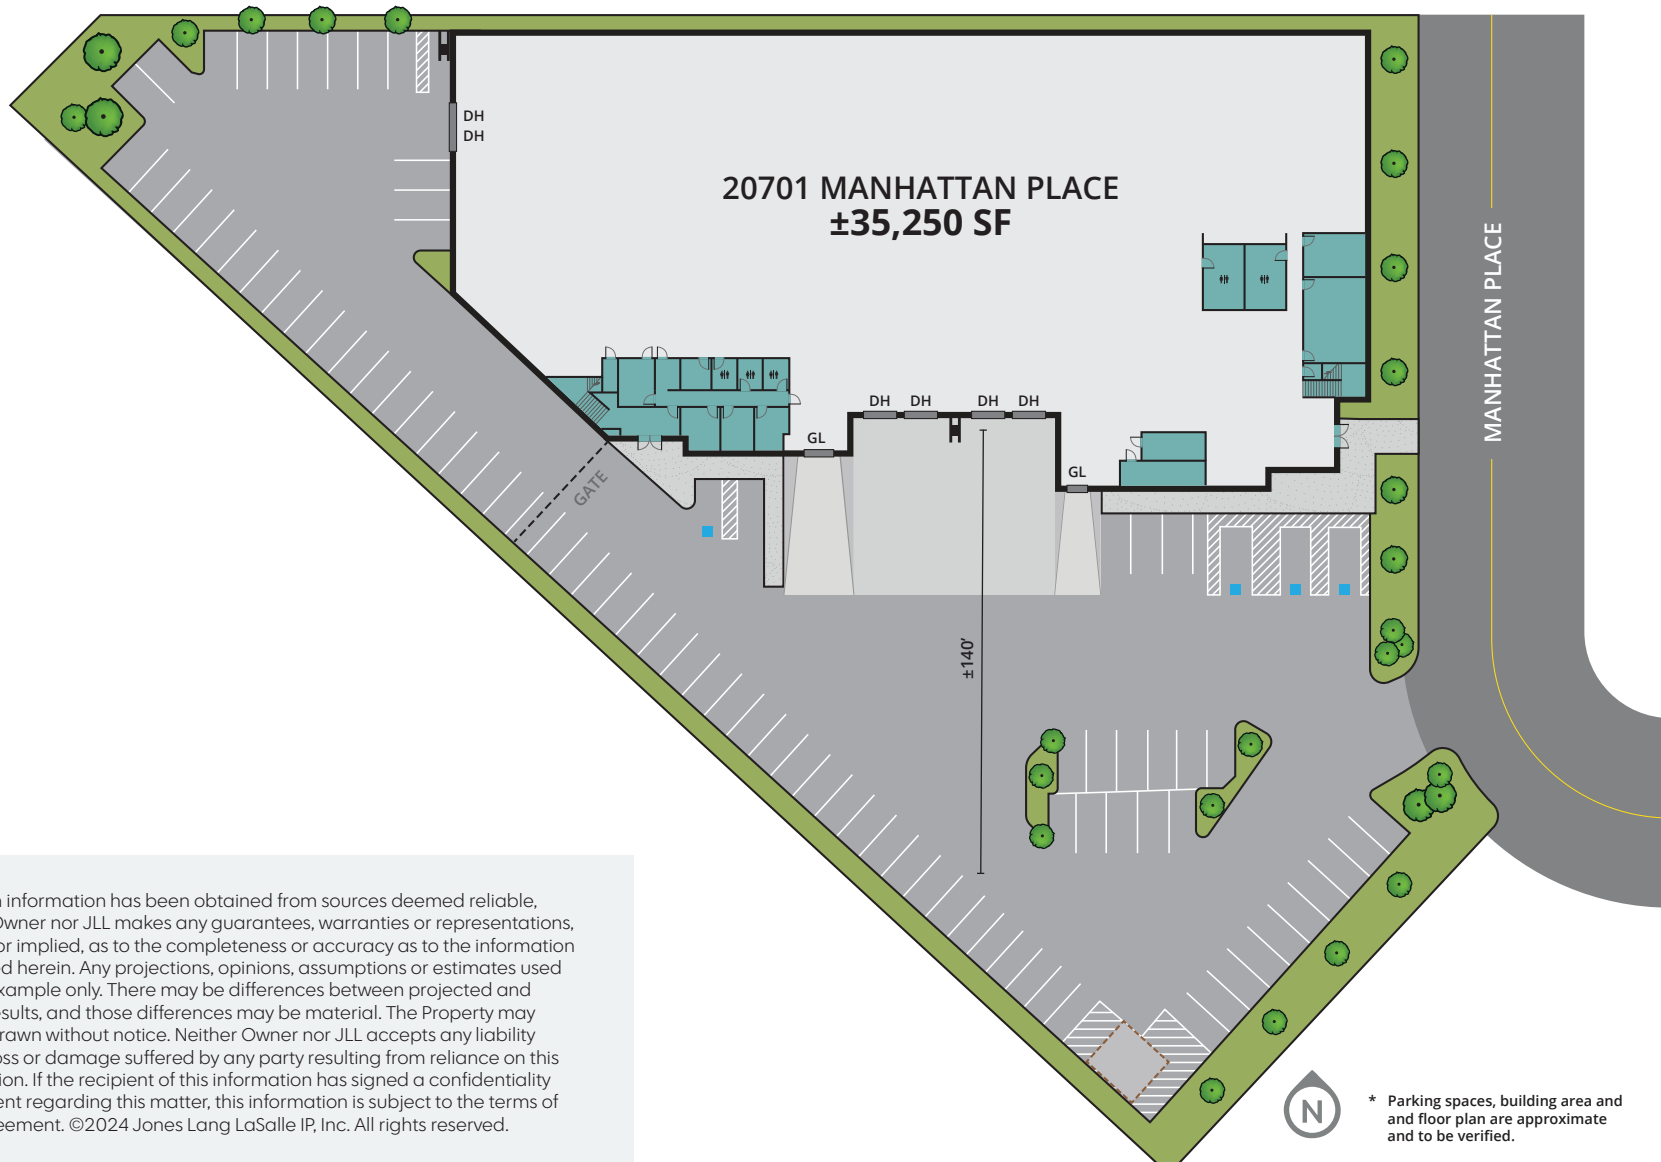 DH
DH
20701 MANHATTAN PLACE
±35,250 SF
MANHATTAN PLACE
DH DH DH DH
GL
GL
GATE
±140'
information has been obtained from sources deemed reliable,
Owner nor JLL makes any guarantees, warranties or representations,
or implied, as to the completeness or accuracy as to the information
herein. Any projections, opinions, assumptions or estimates used
example only. There may be differences between projected and
results, and those differences may be material. The Property may
without notice. Neither Owner nor JLL accepts any liability
or damage suffered by any party resulting from reliance on this
If the recipient of this information has signed a confidentiality
regarding this matter, this information is subject to the terms of
©2024 Jones Lang LaSalle IP, Inc. All rights reserved.
N
* Parking spaces, building area and
and floor plan are approximate
and to be verified.